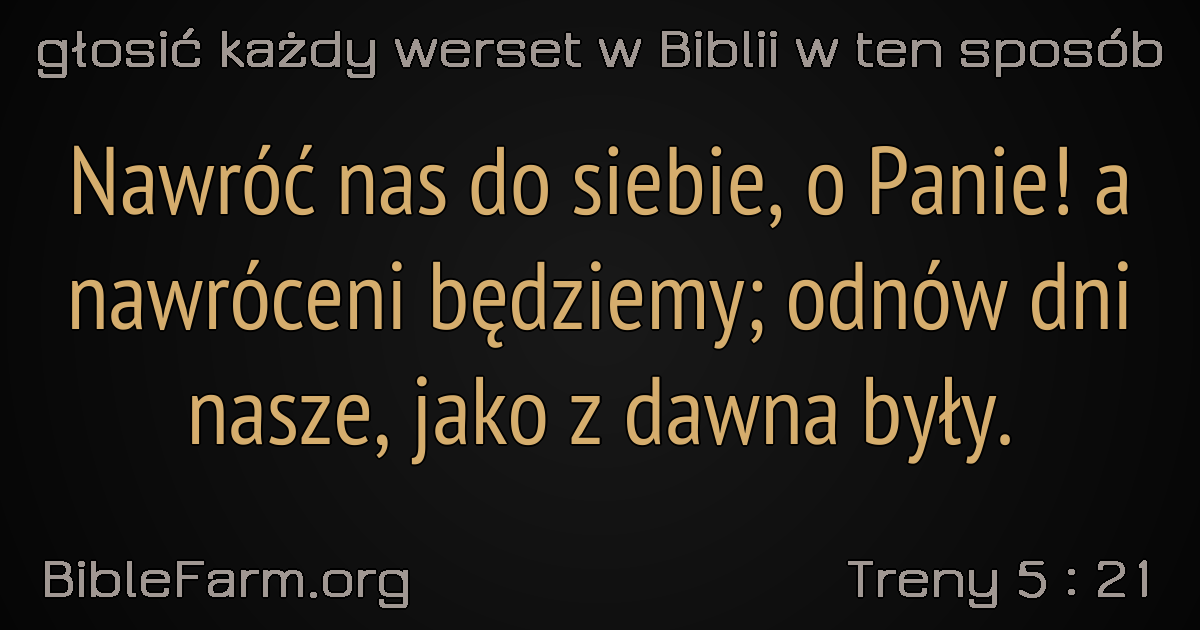 głosić każdy werset w Biblii w ten sposób
Nawróć nas do siebie, o Panie! a
nawróceni będziemy; odnów dni
nasze, jako z dawna były.
BibleFarm.org
Treny 5 : 21